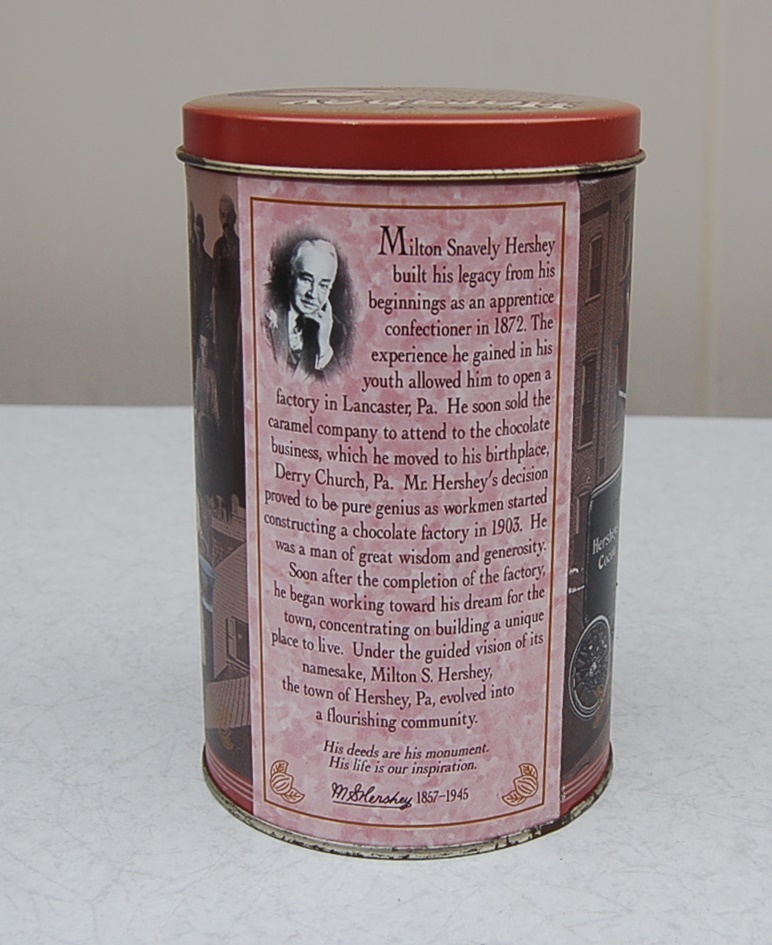 Hershey
Milton Snavely Hershey
built his legacy from his
beginnings as an apprentice
confectioner in 1872. The
experience he gained in his
youth allowed him to open a
factory in Lancaster, Pa. He soon sold the
caramel company to attend to the chocolate
business, which he moved to his birthplace,
Derry Church, Pa. Mr. Hershey's decision
proved to be pure genius as workmen started
constructing a chocolate factory in 1903. He
was a man of great wisdom and generosity.
Soon after the completion of the factory,
he began working toward his dream for the
town, concentrating on building a unique
place to live. Under the guided vision of its
namesake, Milton S. Hershey,
the town of Hershey, Pa, evolved into
a flourishing community.
His deeds are his monument.
His life is our inspiration.
M.S. Hershey 1857-1945
Cocoa